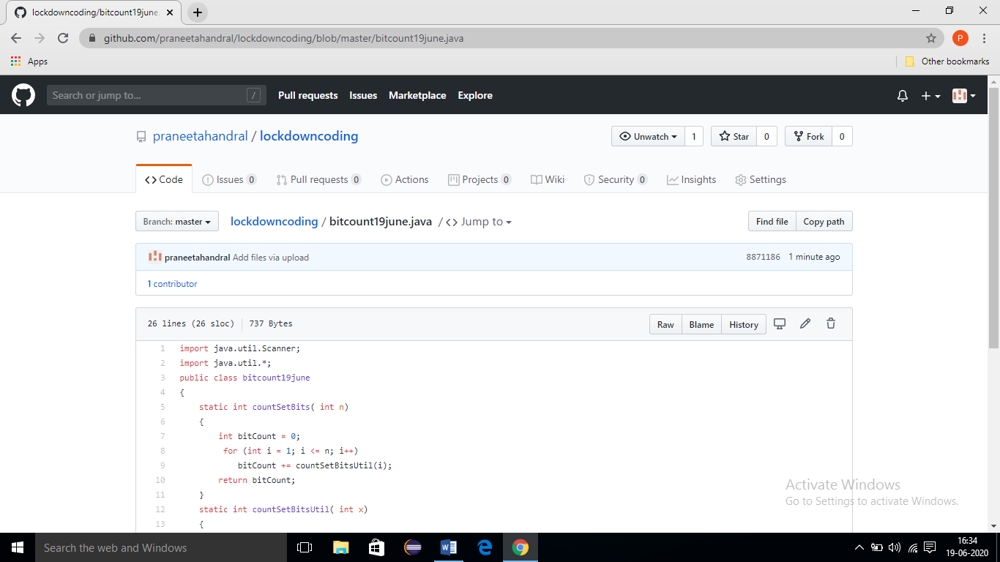 lockdowncoding/bitcount19june.
github.com/praneetahandral/lockdowncoding/blob/master/bitcount19june.java
P
Apps
Other bookmarks
Search or jump to... /
Pull requests Issues Marketplace Explore
praneetahandral / lockdowncoding
Unwatch 1 Star 0 Fork 0
Code Issues 0 Pull requests 0 Actions Projects 0 Wiki Security 0 Insights Settings
Branch: master lockdowncoding / bitcount19june.java / <> Jump to Find file Copy path
praneetahandral Add files via upload 8871186 1 minute ago
1 contributor
26 lines (26 sloc) 737 Bytes Raw Blame History
1 import java.util.Scanner;
2 import java.util.*;
3 public class bitcount19june
4 {
5 static int countSetBits( int n)
6 {
7 int bitCount = 0;
8 for (int i = 1; i <= n; i++)
9 bitCount += countSetBitsUtil(i);
10 return bitCount;
11 }
12 static int countSetBitsUtil( int x)
13 {
Activate Windows
Go to Settings to activate Windows.
Search the web and Windows
16:34
19-06-2020